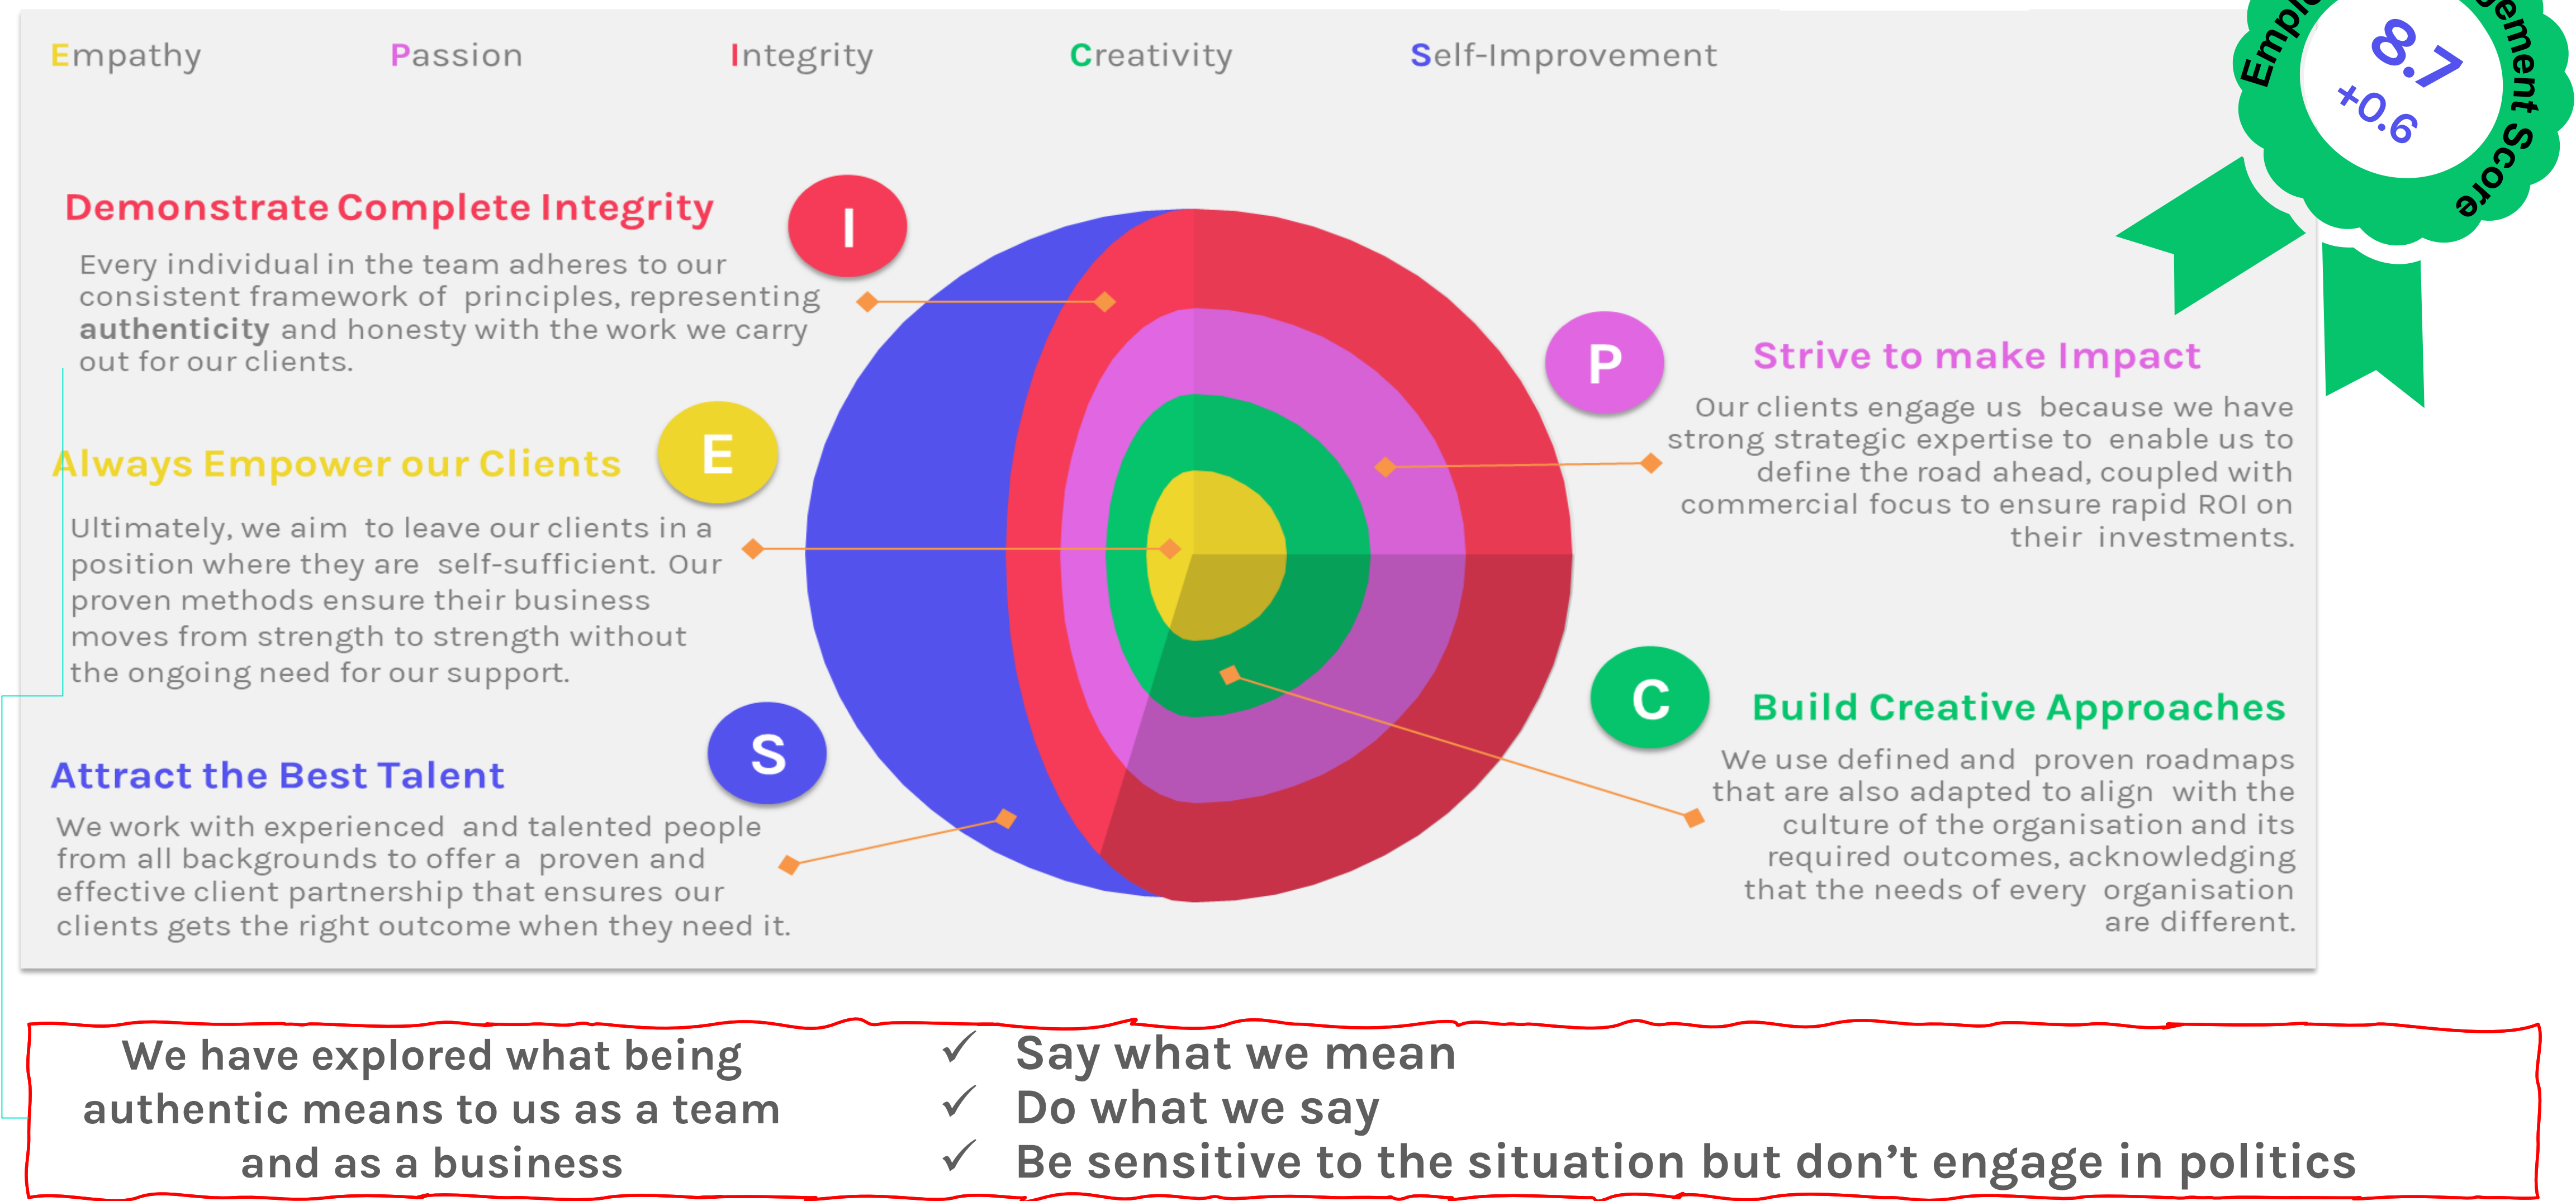 Empathy Passion Integrity Creativity Self-Improvement
8.7
+0.6
Score
Demonstrate Complete Integrity
I
Every individual in the team adheres to our
consistent framework of principles, representing
authenticity and honesty with the work we carry
out for our clients.
Always Empower our Clients
E
Ultimately, we aim to leave our clients in a
position where they are self-sufficient. Our
proven methods ensure their business
moves from strength to strength without
the ongoing need for our support.
Attract the Best Talent
S
We work with experienced and talented people
from all backgrounds to offer a proven and
effective client partnership that ensures our
clients gets the right outcome when they need it.
P
Strive to make Impact
Our clients engage us because we have
strong strategic expertise to enable us to
define the road ahead, coupled with
commercial focus to ensure rapid ROI on
their investments.
C
Build Creative Approaches
We use defined and proven roadmaps
that are also adapted to align with the
culture of the organisation and its
required outcomes, acknowledging
that the needs of every organisation
are different.
We have explored what being
authentic means to us as a team
and as a business
✓ Say what we mean
✓ Do what we say
✓ Be sensitive to the situation but don’t engage in politics